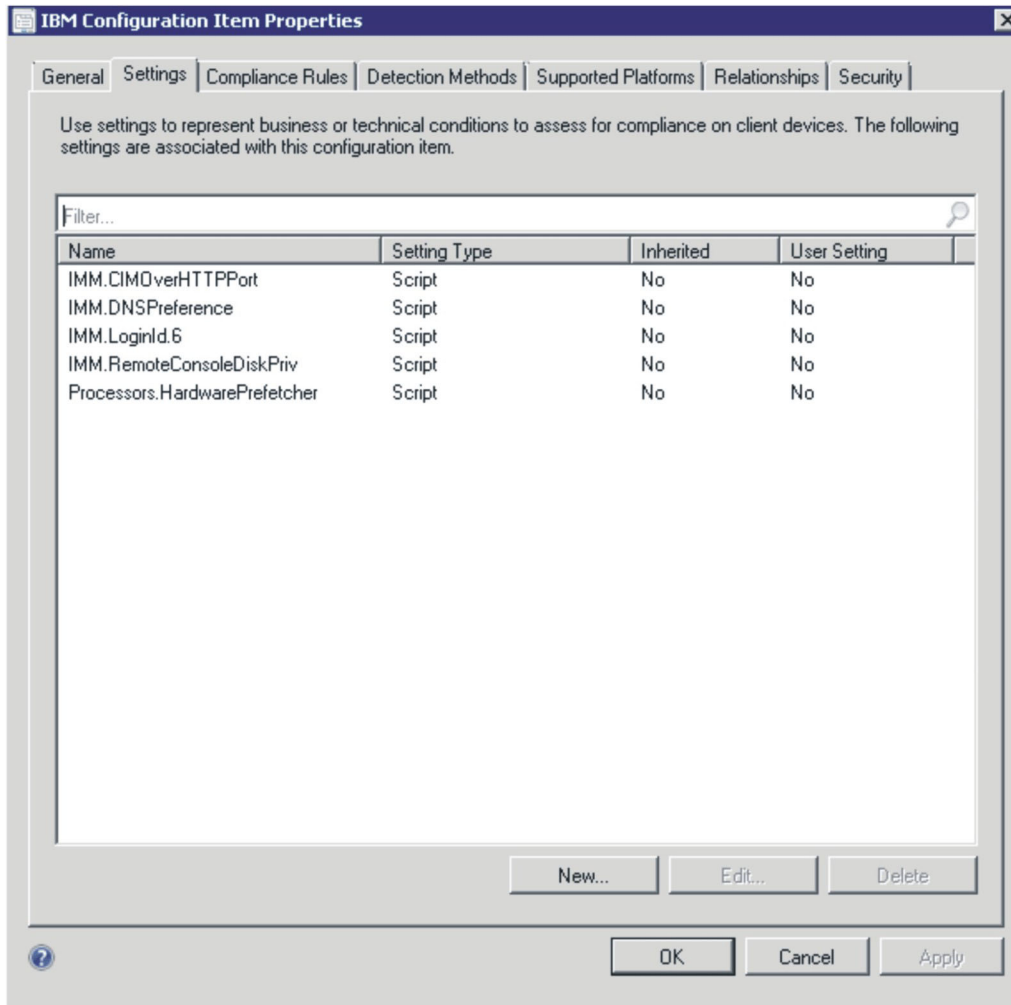 IBM Configuration Item Properties
General Settings Compliance Rules Detection Methods Supported Platforms Relationships Security
Use settings to represent business or technical conditions to assess for compliance on client devices. The following
settings are associated with this configuration item.
Filter...
Name Setting Type Inherited User Setting
IMM.CIMOverHTTPPort Script No No
IMM.DNSPreference Script No No
IMM.LoginId.6 Script No No
IMM.RemoteConsoleDiskPriv Script No No
Processors.HardwarePrefetcher Script No No
New... Edit... Delete
OK Cancel Apply